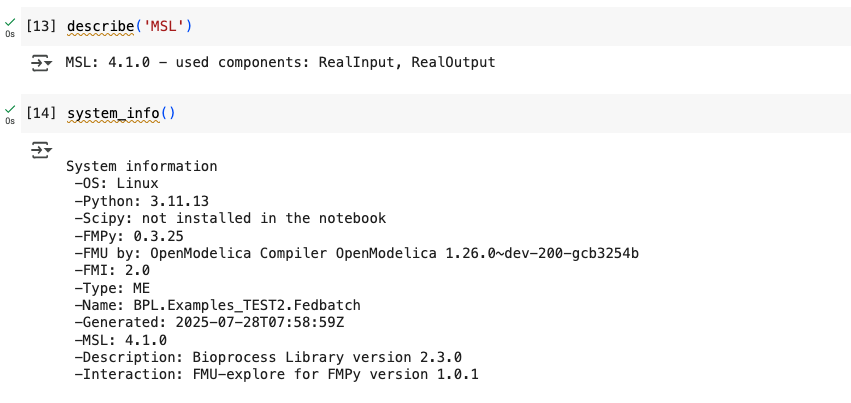 [13] describe('MSL')
0s
MSL: 4.1.0 – used components: RealInput, RealOutput
[14] system_info()
0s
System information
-OS: Linux
-Python: 3.11.13
-Scipy: not installed in the notebook
-FMPy: 0.3.25
-FMU by: OpenModelica Compiler OpenModelica 1.26.0~dev-200-gcb3254b
-FMI: 2.0
-Type: ME
-Name: BPL.Examples_TEST2.Fedbatch
-Generated: 2025-07-28T07:58:59Z
-MSL: 4.1.0
-Description: Bioprocess Library version 2.3.0
-Interaction: FMU-explore for FMPy version 1.0.1